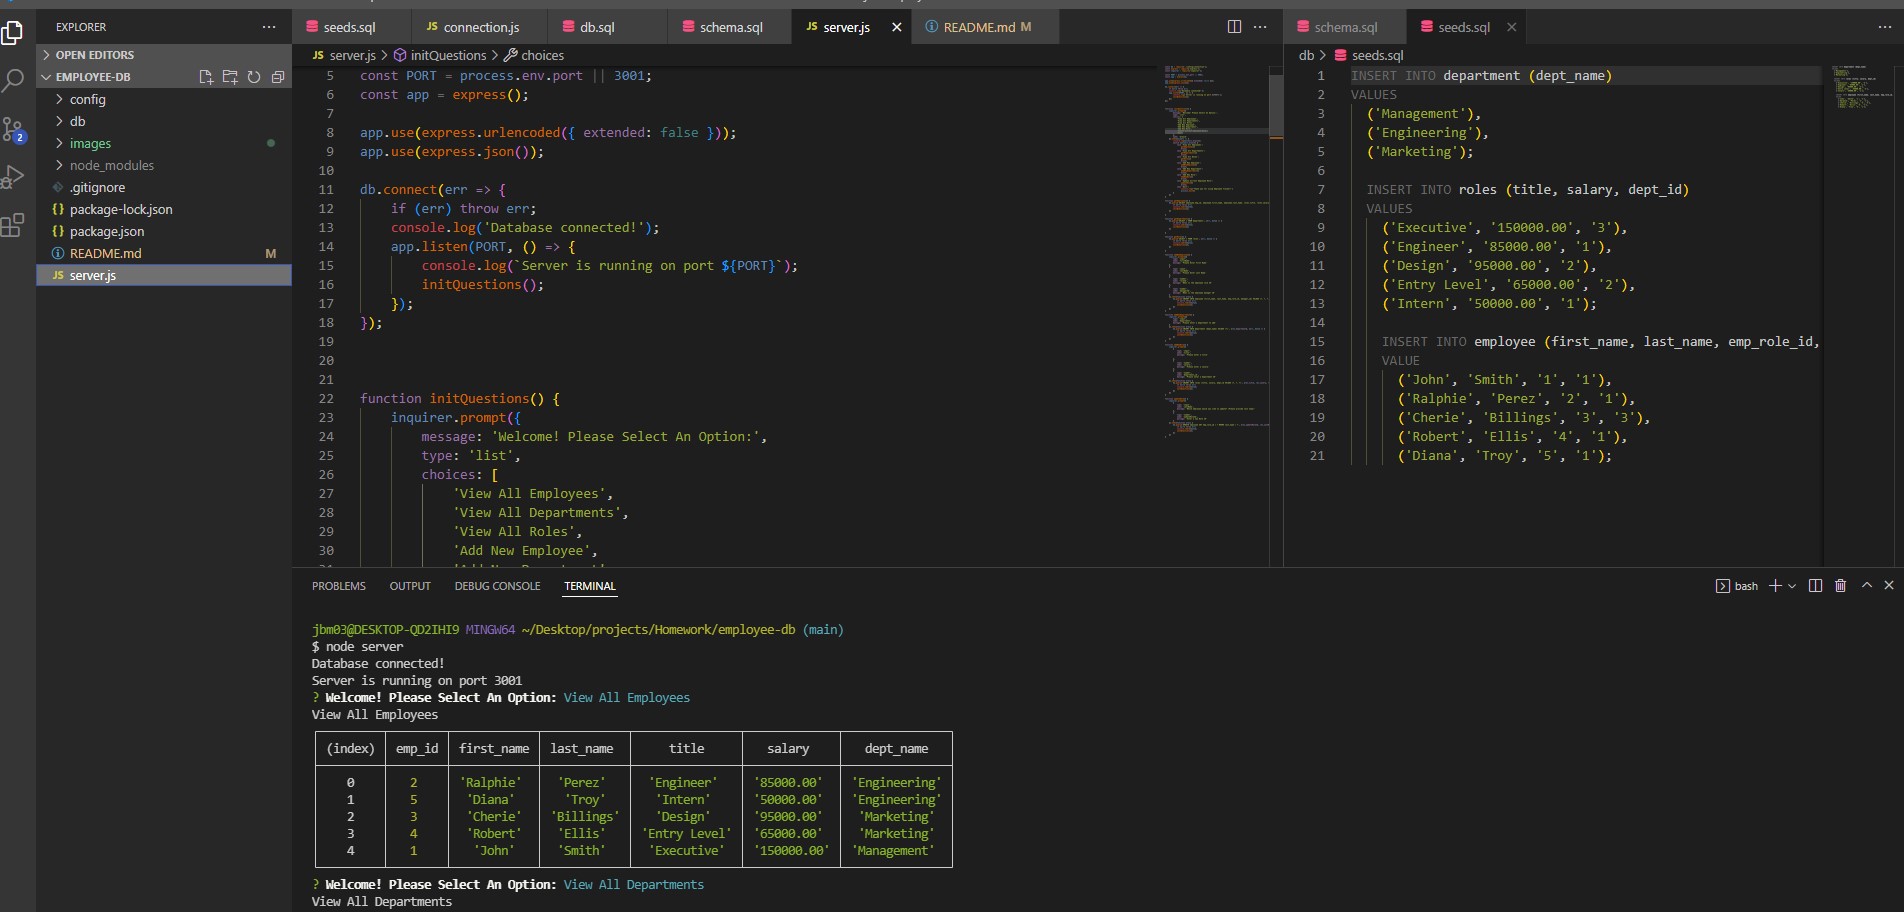 EXPLORER ···
OPEN EDITORS
EMPLOYEE-DB
config
db
images
node_modules
.gitignore
{} package-lock.json
{} package.json
README.md M
JS server.js
2
seeds.sql JS connection.js db.sql schema.sql JS server.js × README.md M ···
JS server.js > initQuestions > choices
5 const PORT = process.env.port || 3001;
6 const app = express();
7
8 app.use(express.urlencoded({ extended: false }));
9 app.use(express.json());
10
11 db.connect(err => {
12 if (err) throw err;
13 console.log('Database connected!');
14 app.listen(PORT, () => {
15 console.log(`Server is running on port ${PORT}`);
16 initQuestions();
17 });
18 });
19
20
21
22 function initQuestions() {
23 inquirer.prompt({
24 message: 'Welcome! Please Select An Option:',
25 type: 'list',
26 choices: [
27 'View All Employees',
28 'View All Departments',
29 'View All Roles',
30 'Add New Employee',
schema.sql seeds.sql × ···
db > seeds.sql
1 INSERT INTO department (dept_name)
2 VALUES
3 ('Management'),
4 ('Engineering'),
5 ('Marketing');
6
7 INSERT INTO roles (title, salary, dept_id)
8 VALUES
9 ('Executive', '150000.00', '3'),
10 ('Engineer', '85000.00', '1'),
11 ('Design', '95000.00', '2'),
12 ('Entry Level', '65000.00', '2'),
13 ('Intern', '50000.00', '1');
14
15 INSERT INTO employee (first_name, last_name, emp_role_id,
16 VALUE
17 ('John', 'Smith', '1', '1'),
18 ('Ralphie', 'Perez', '2', '1'),
19 ('Cherie', 'Billings', '3', '3'),
20 ('Robert', 'Ellis', '4', '1'),
21 ('Diana', 'Troy', '5', '1');
PROBLEMS OUTPUT DEBUG CONSOLE TERMINAL bash
jbm03@DESKTOP-QD2IHI9 MINGW64 ~/Desktop/projects/Homework/employee-db (main)
$ node server
Database connected!
Server is running on port 3001
? Welcome! Please Select An Option: View All Employees
View All Employees
(index) emp_id first_name last_name title salary dept_name
0 2 'Ralphie' 'Perez' 'Engineer' '85000.00' 'Engineering'
1 5 'Diana' 'Troy' 'Intern' '50000.00' 'Engineering'
2 3 'Cherie' 'Billings' 'Design' '95000.00' 'Marketing'
3 4 'Robert' 'Ellis' 'Entry Level' '65000.00' 'Marketing'
4 1 'John' 'Smith' 'Executive' '150000.00' 'Management'
? Welcome! Please Select An Option: View All Departments
View All Departments